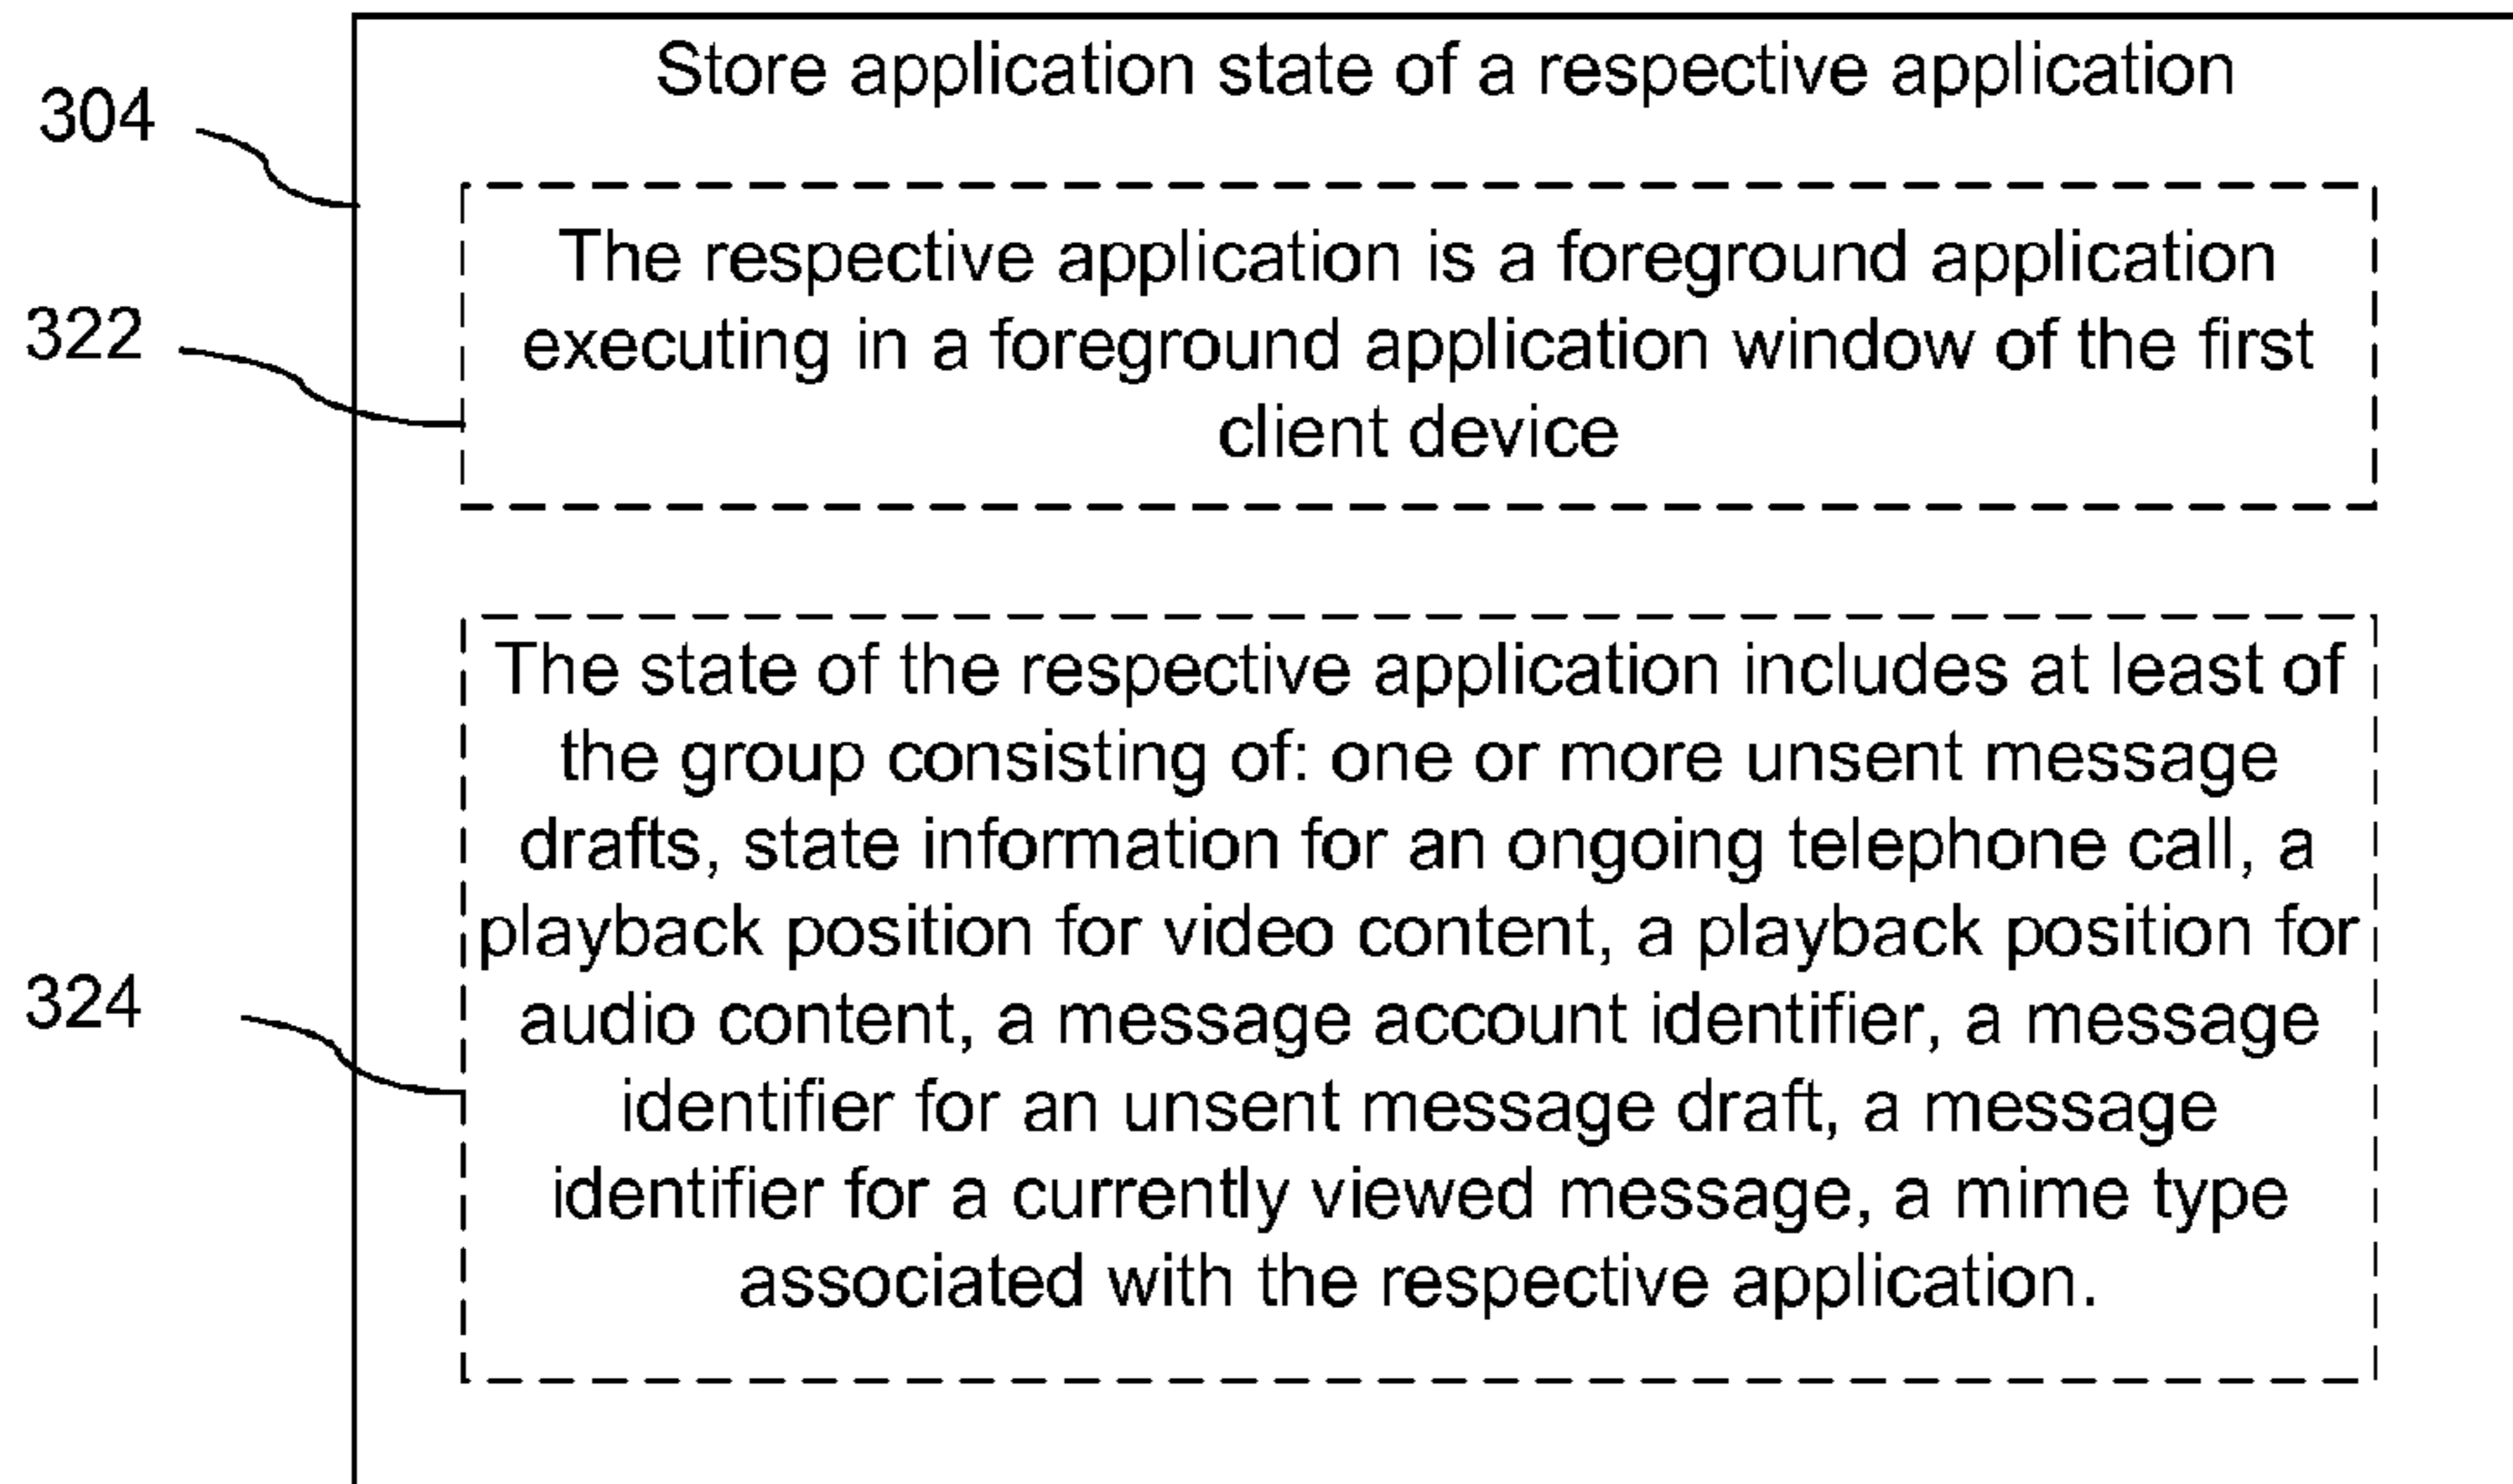 Store application state of a respective application
304
The respective application is a foreground application
executing in a foreground application window of the first
client device
322
The state of the respective application includes at least of
the group consisting of: one or more unsent message
drafts, state information for an ongoing telephone call, a
playback position for video content, a playback position for
audio content, a message account identifier, a message
identifier for an unsent message draft, a message
identifier for a currently viewed message, a mime type
associated with the respective application.
324